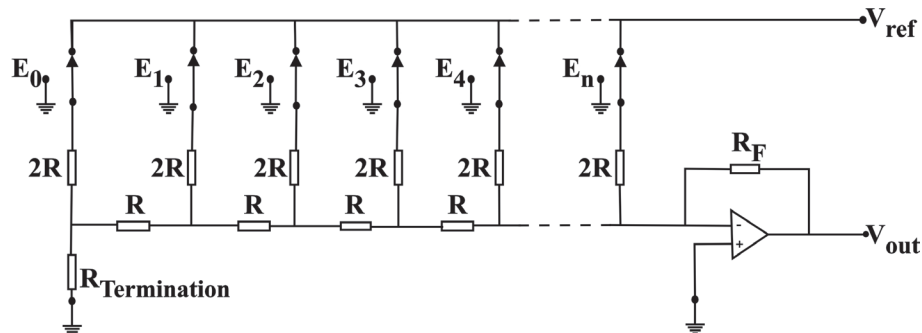 V_ref
E_0 E_1 E_2 E_3 E_4 E_n
2R 2R 2R 2R 2R 2R R_F
R R R R
- 
+
V_out
R_Termination